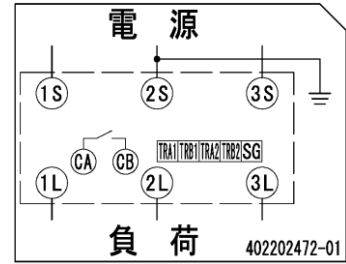 電源
1S 2S 3S
CA CB TRA1 TRB1 TRA2 TRB2 SG
1L 2L 3L
負荷 402202472-01